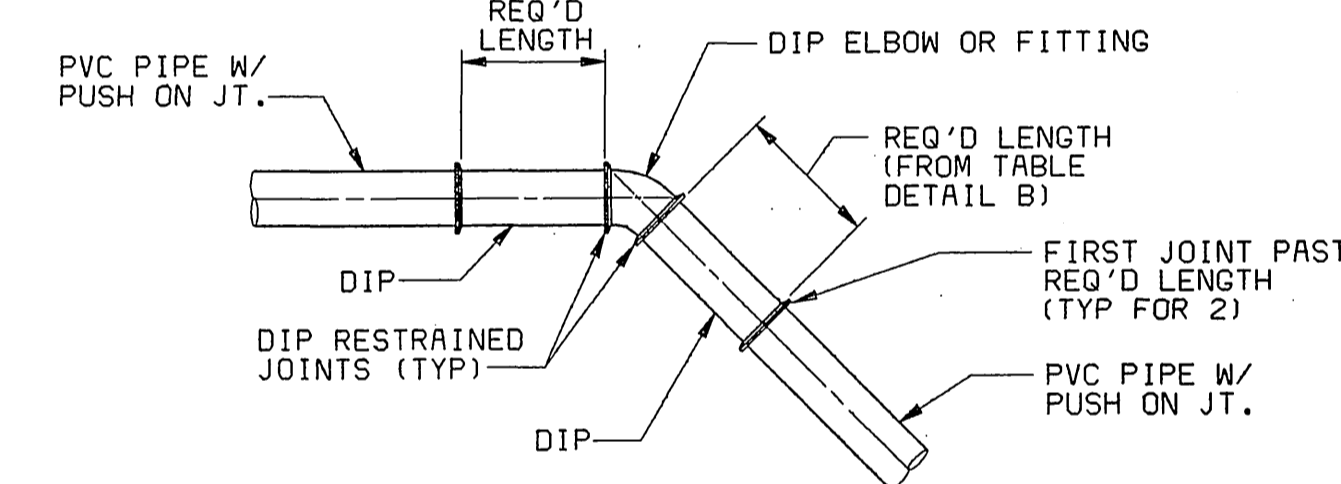 REQ'D
LENGTH
DIP ELBOW OR FITTING
PVC PIPE W/
PUSH ON JT.
REQ'D LENGTH
(FROM TABLE
DETAIL B)
FIRST JOINT PAST
REQ'D LENGTH
(TYP FOR 2)
DIP
DIP RESTRAINED
JOINTS (TYP)
PVC PIPE W/
PUSH ON JT.
DIP